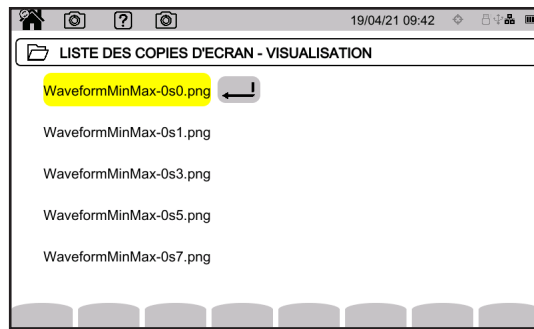 19/04/21 09:42
LISTE DES COPIES D'ECRAN - VISUALISATION
WaveformMinMax-0s0.png
WaveformMinMax-0s1.png
WaveformMinMax-0s3.png
WaveformMinMax-0s5.png
WaveformMinMax-0s7.png